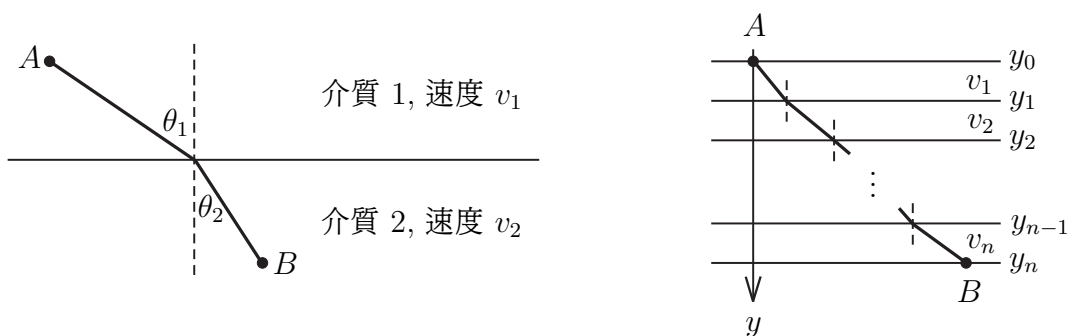 A
θ₁
介質 1, 速度 v₁
θ₂
介質 2, 速度 v₂
B
A
y₀
v₁
y₁
v₂
y₂
⋮
yₙ₋₁
vₙ
yₙ
B
y